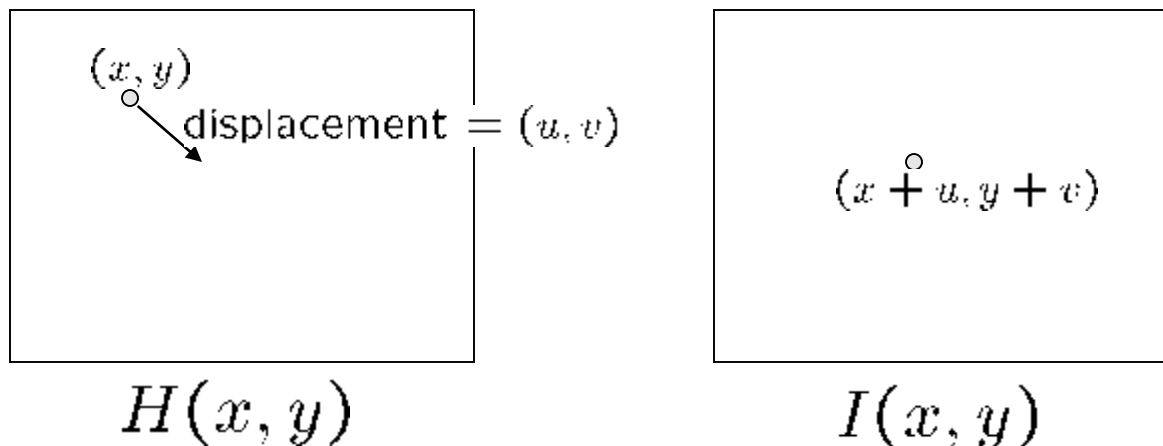 (x, y)
displacement = (u, v)
(x + u, y + v)
H(x, y)
I(x, y)